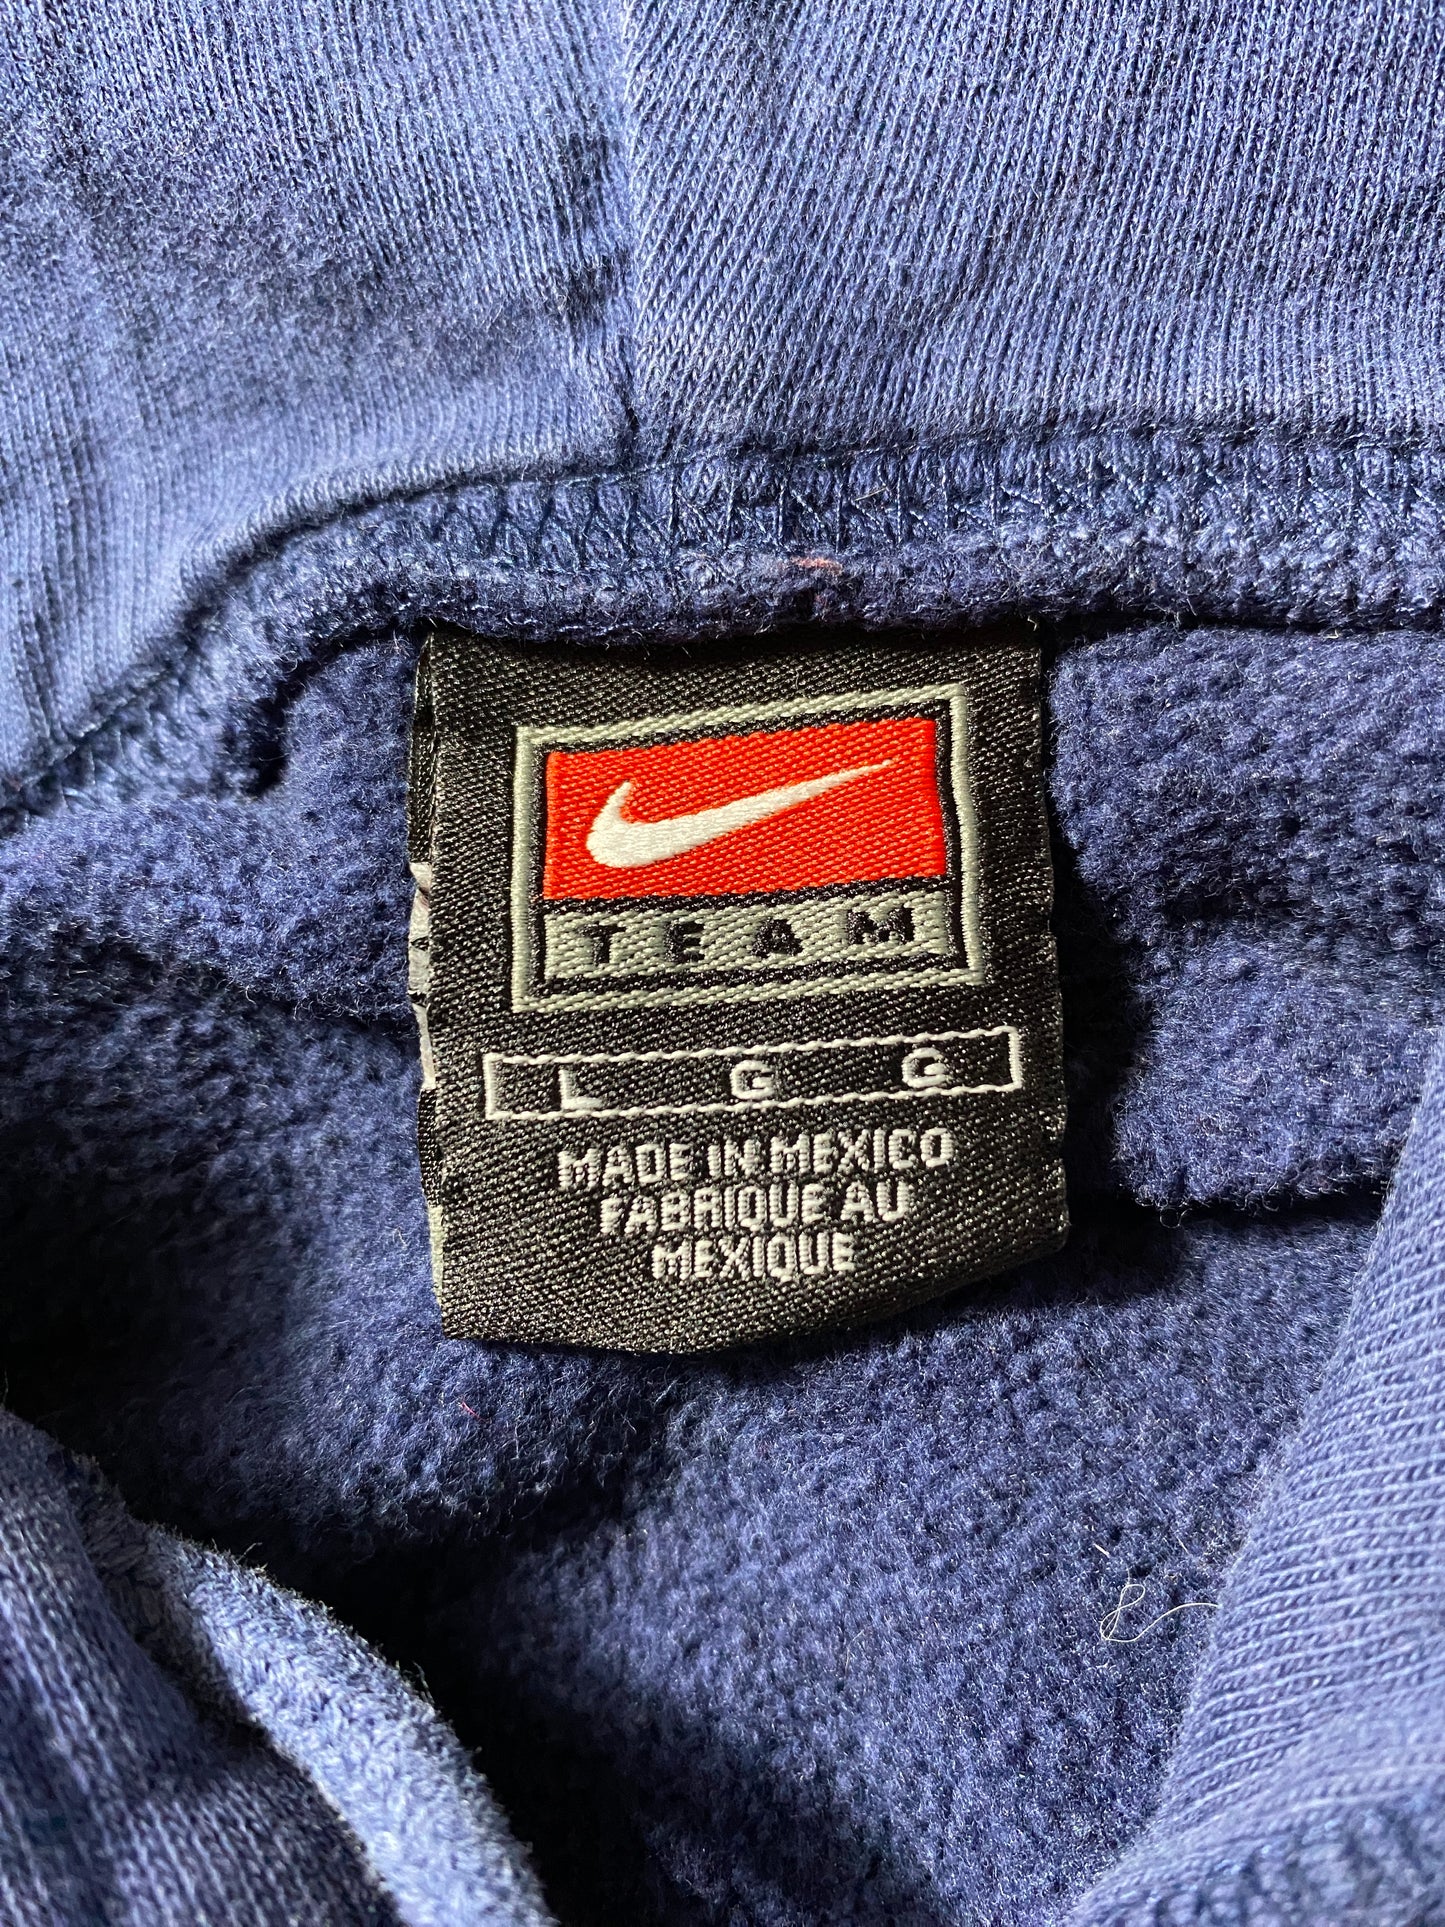 TEAM
L G G
MADE IN MEXICO
FABRIQUE AU
MEXIQUE